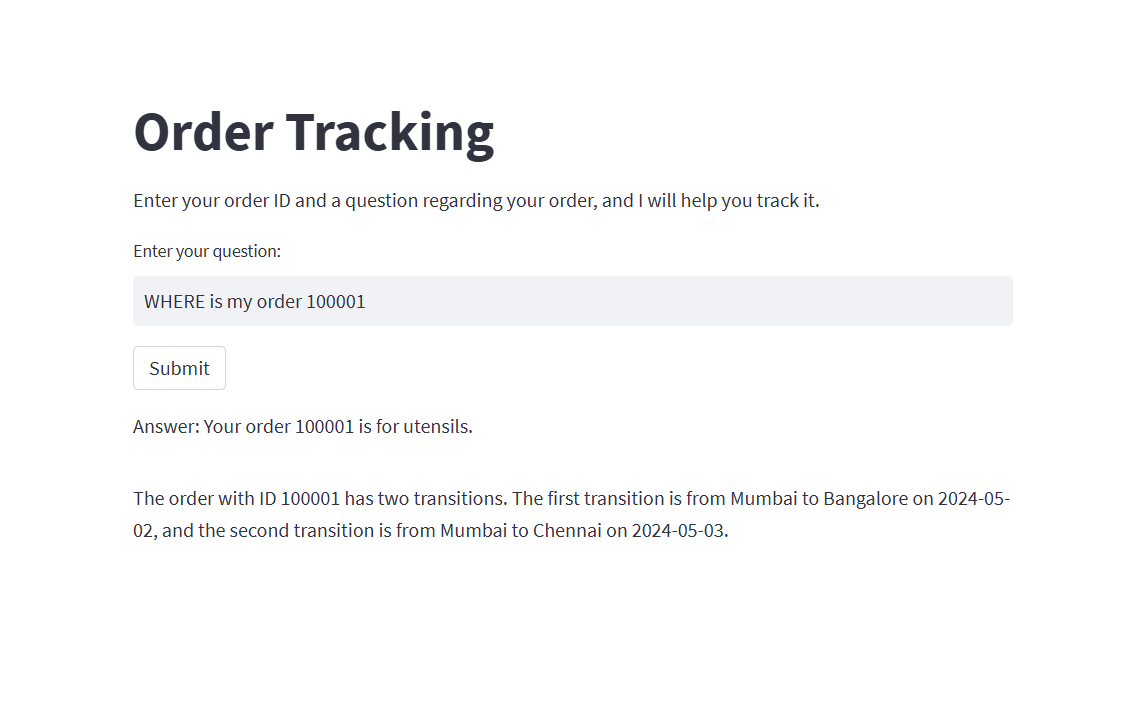 Order Tracking
Enter your order ID and a question regarding your order, and I will help you track it.
Enter your question:
WHERE is my order 100001
Submit
Answer: Your order 100001 is for utensils.
The order with ID 100001 has two transitions. The first transition is from Mumbai to Bangalore on 2024-05-
02, and the second transition is from Mumbai to Chennai on 2024-05-03.